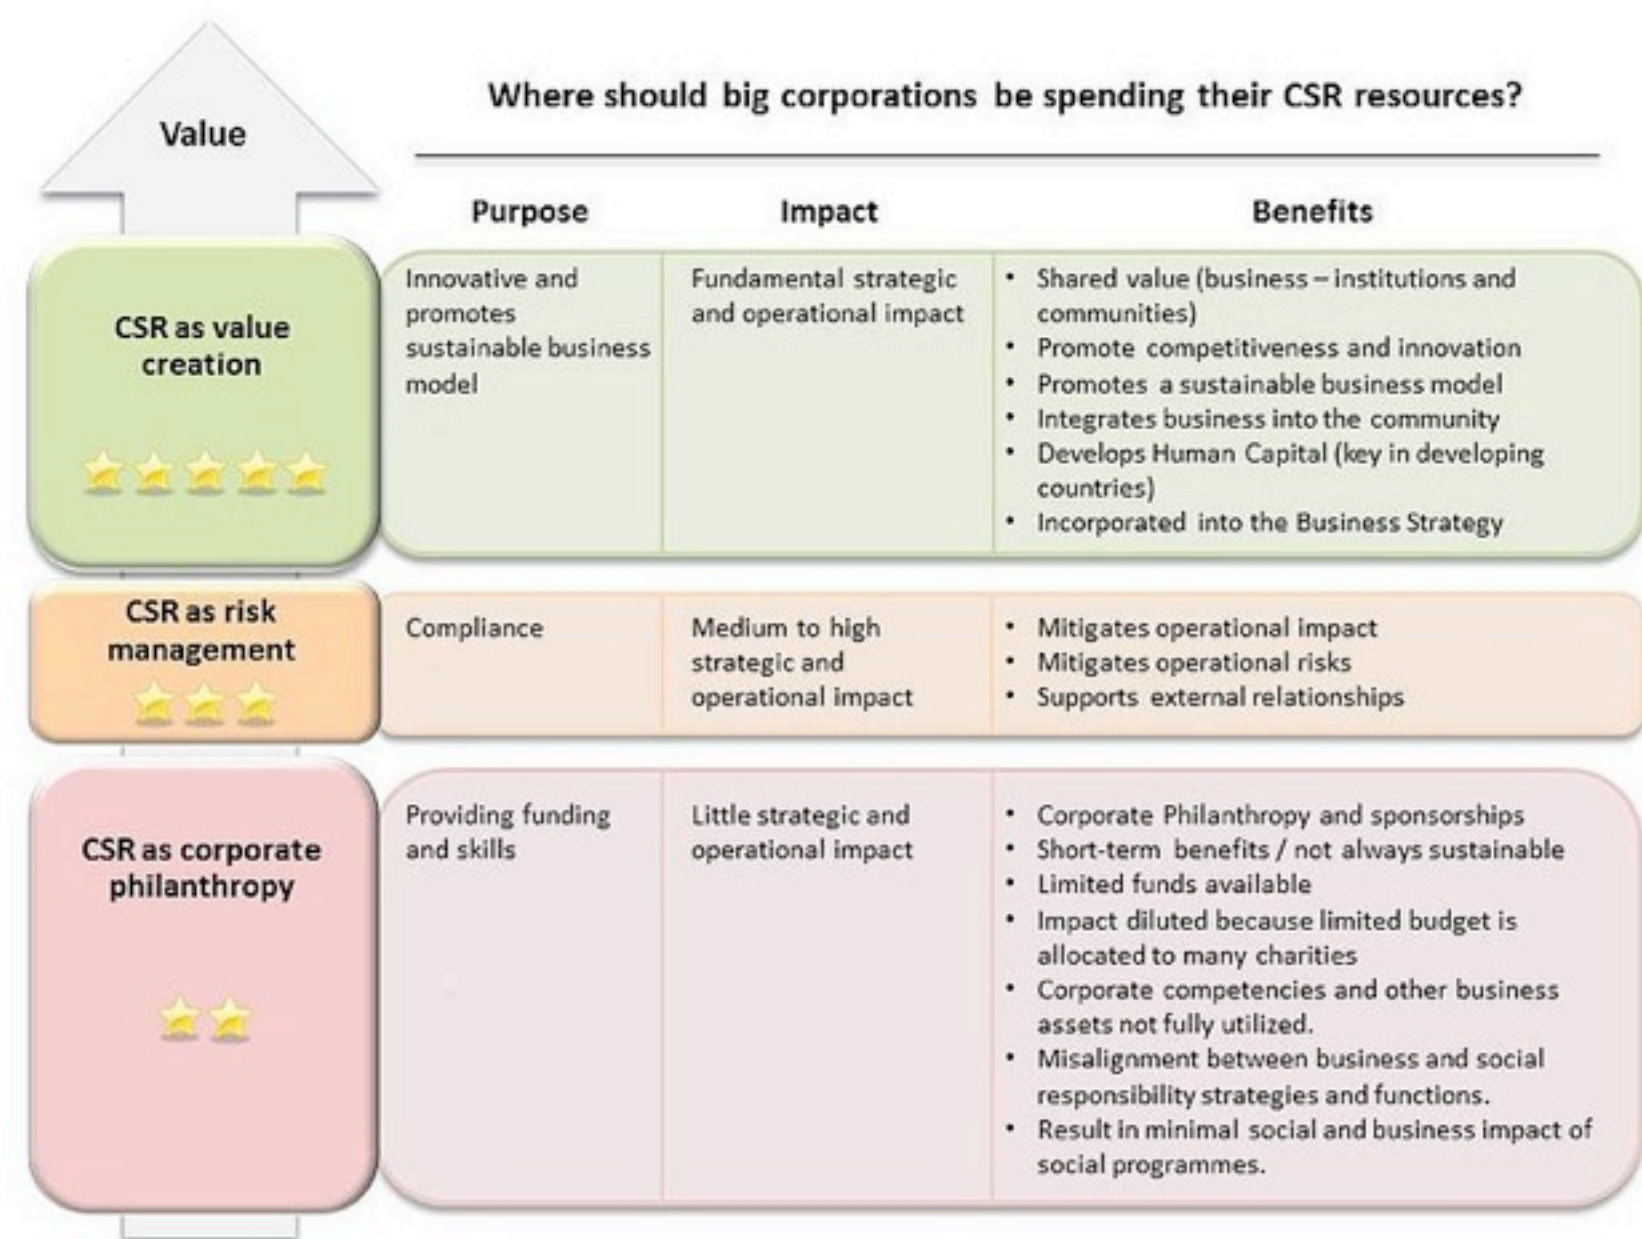 Value
Where should big corporations be spending their CSR resources?
Purpose
Impact
Benefits
CSR as value
creation
Innovative and
promotes
sustainable business
model
Fundamental strategic
and operational impact
• Shared value (business – institutions and
communities)
• Promote competitiveness and innovation
• Promotes a sustainable business model
• Integrates business into the community
• Develops Human Capital (key in developing
countries)
• Incorporated into the Business Strategy
CSR as risk
management
Compliance
Medium to high
strategic and
operational impact
• Mitigates operational impact
• Mitigates operational risks
• Supports external relationships
CSR as corporate
philanthropy
Providing funding
and skills
Little strategic and
operational impact
• Corporate Philanthropy and sponsorships
• Short-term benefits / not always sustainable
• Limited funds available
• Impact diluted because limited budget is
allocated to many charities
• Corporate competencies and other business
assets not fully utilized.
• Misalignment between business and social
responsibility strategies and functions.
• Result in minimal social and business impact of
social programmes.